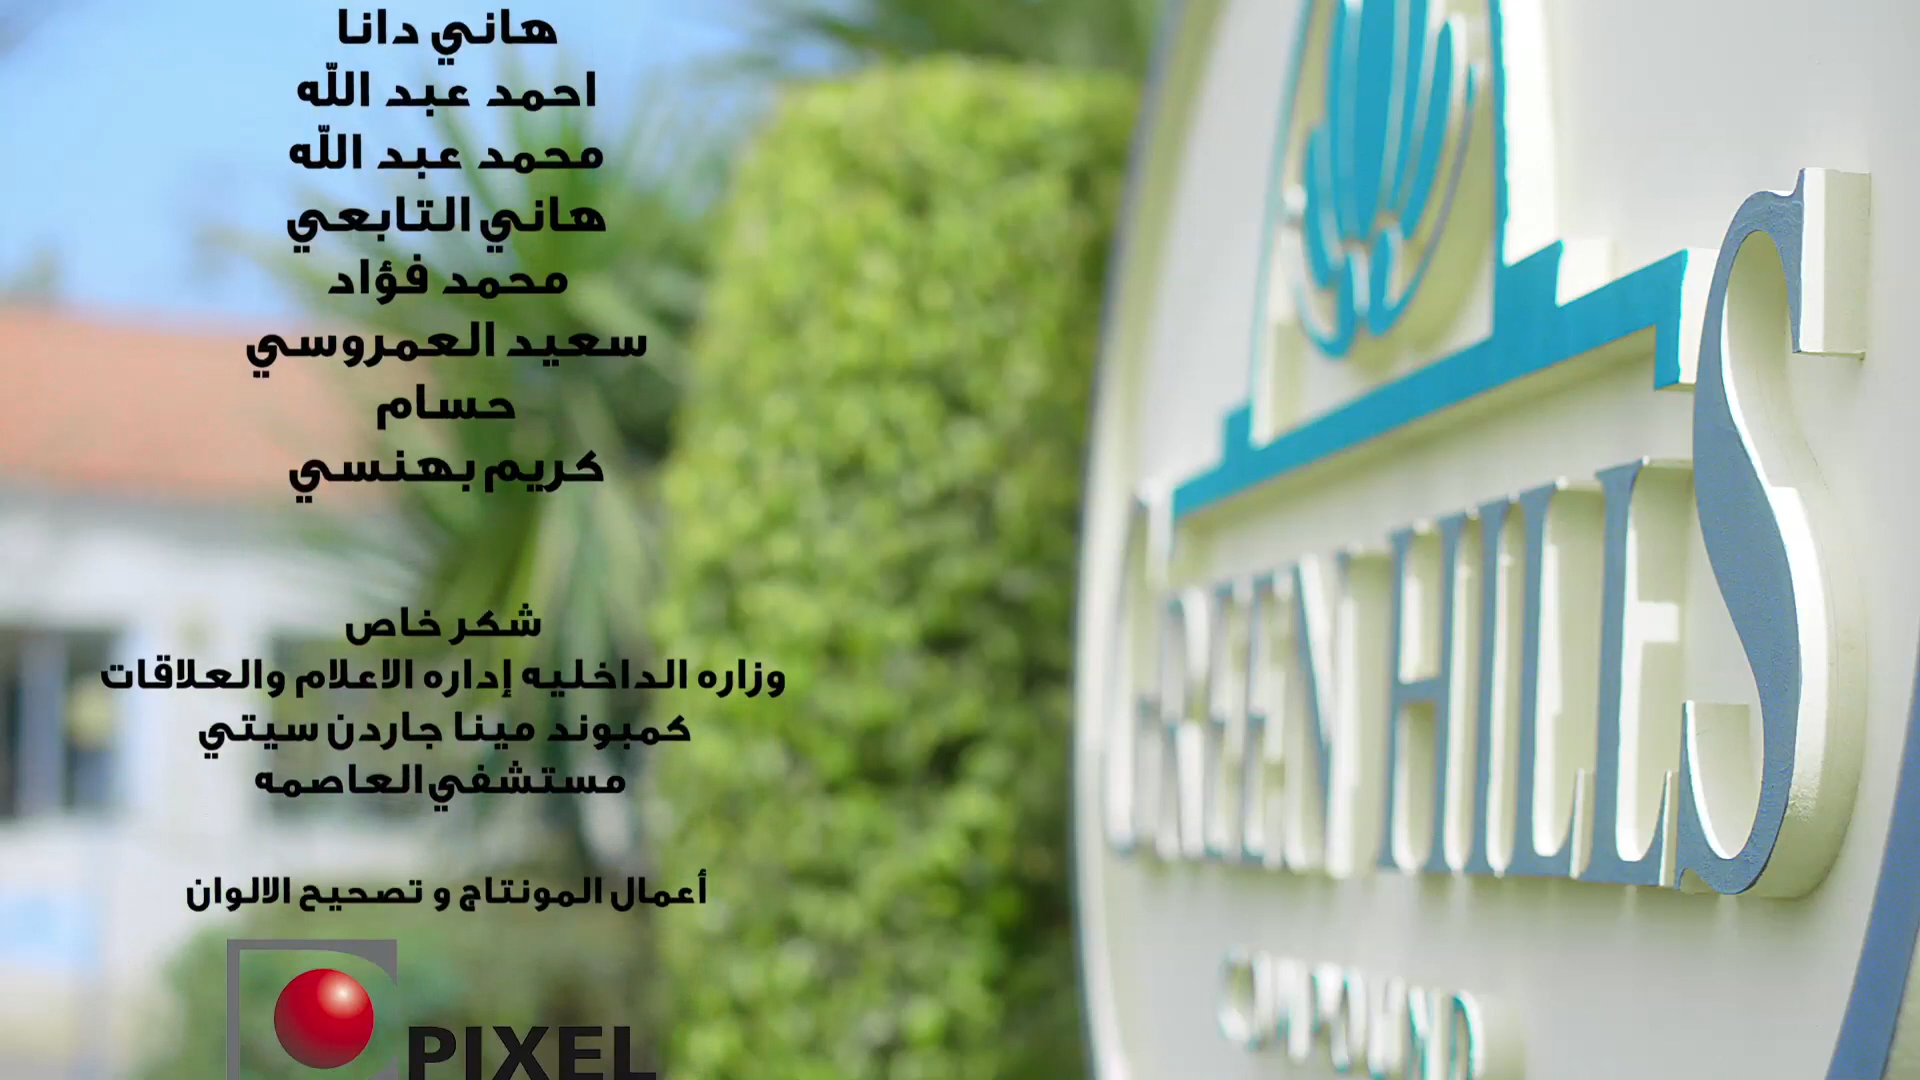 هاني دانا
احمد عبد الله
محمد عبد الله
هاني التابعي
محمد فؤاد
سعيد العمروسي
حسام
كريم بهنسي
شكر خاص
وزاره الداخليه إداره الاعلام والعلاقات
كمبوند مينا جاردن سيتي
مستشفي العاصمه
أعمال المونتاج و تصحيح الالوان
PIXEL
GREEN HILLS
COMPOUND